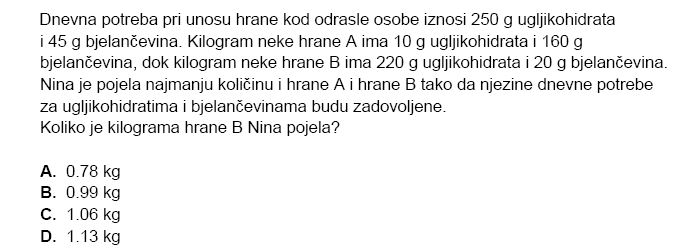 Dnevna potreba pri unosu hrane kod odrasle osobe iznosi 250 g ugljikohidrata
i 45 g bjelančevina. Kilogram neke hrane A ima 10 g ugljikohidrata i 160 g
bjelančevina, dok kilogram neke hrane B ima 220 g ugljikohidrata i 20 g bjelančevina.
Nina je pojela najmanju količinu i hrane A i hrane B tako da njezine dnevne potrebe
za ugljikohidratima i bjelančevinama budu zadovoljene.
Koliko je kilograma hrane B Nina pojela?
A. 0.78 kg
B. 0.99 kg
C. 1.06 kg
D. 1.13 kg